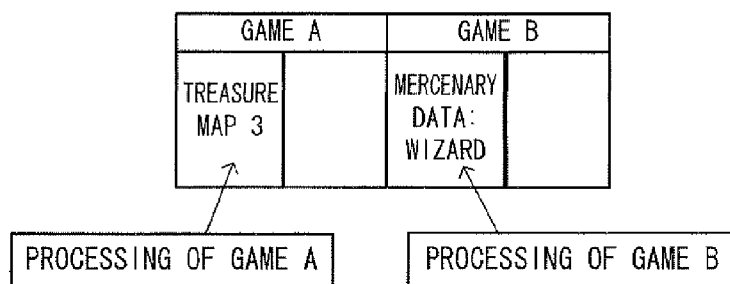 GAME A
GAME B
TREASURE
MAP 3
MERCENARY
DATA:
WIZARD
PROCESSING OF GAME A
PROCESSING OF GAME B